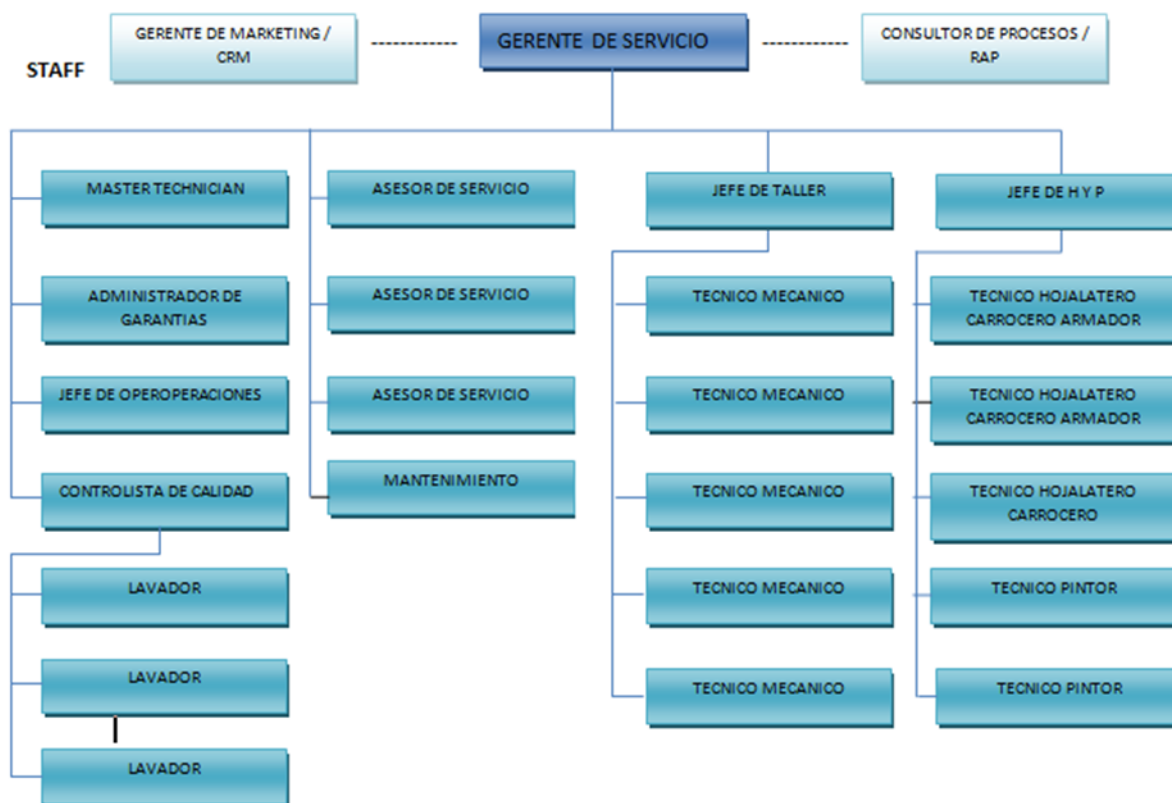 GERENTE DE MARKETING /
CRM
GERENTE DE SERVICIO
CONSULTOR DE PROCESOS /
RAP
STAFF
MASTER TECHNICIAN
ASESOR DE SERVICIO
JEFE DE TALLER
JEFE DE H Y P
ADMINISTRADOR DE
GARANTIAS
ASESOR DE SERVICIO
TECNICO MECANICO
TECNICO HOJALATERO
CARROCERO ARMADOR
JEFE DE OPEROPERACIONES
ASESOR DE SERVICIO
TECNICO MECANICO
TECNICO HOJALATERO
CARROCERO ARMADOR
CONTROLISTA DE CALIDAD
MANTENIMIENTO
TECNICO MECANICO
TECNICO HOJALATERO
CARROCERO
LAVADOR
TECNICO MECANICO
TECNICO PINTOR
LAVADOR
TECNICO MECANICO
TECNICO PINTOR
LAVADOR